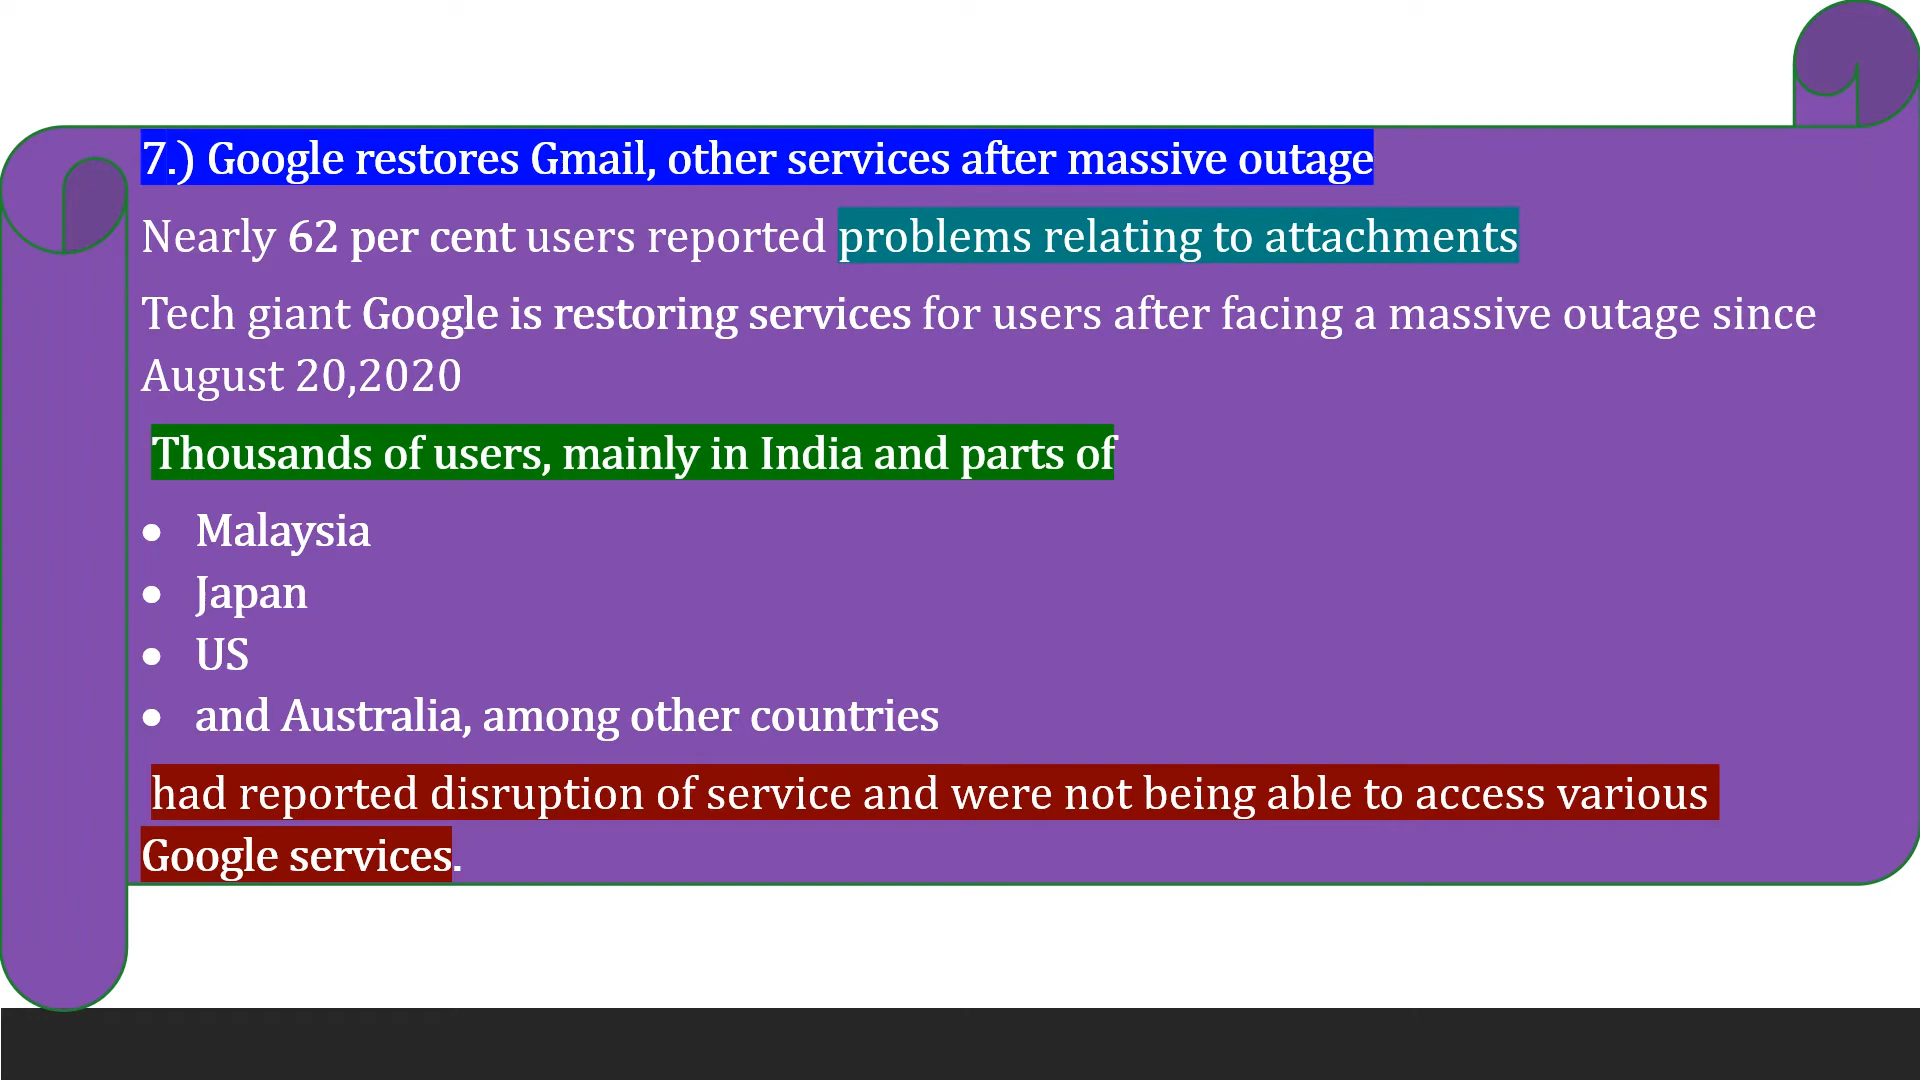 7.) Google restores Gmail, other services after massive outage
Nearly 62 per cent users reported problems relating to attachments
Tech giant Google is restoring services for users after facing a massive outage since
August 20,2020
Thousands of users, mainly in India and parts of
• Malaysia
• Japan
• US
• and Australia, among other countries
had reported disruption of service and were not being able to access various
Google services.